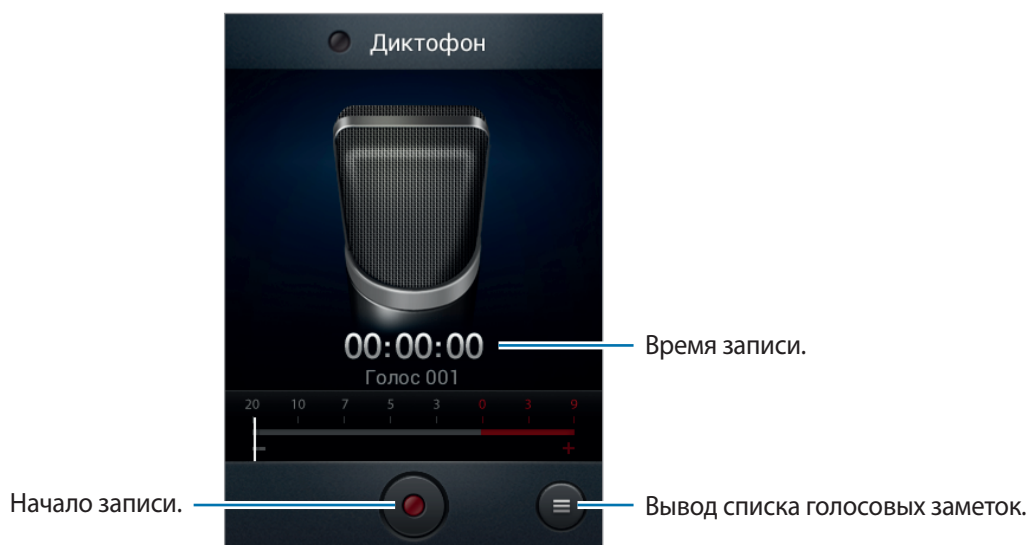 Диктофон
00:00:00
Время записи.
Голос 001
20 10 7 5 3 0 3 9
− +
Начало записи.
Вывод списка голосовых заметок.